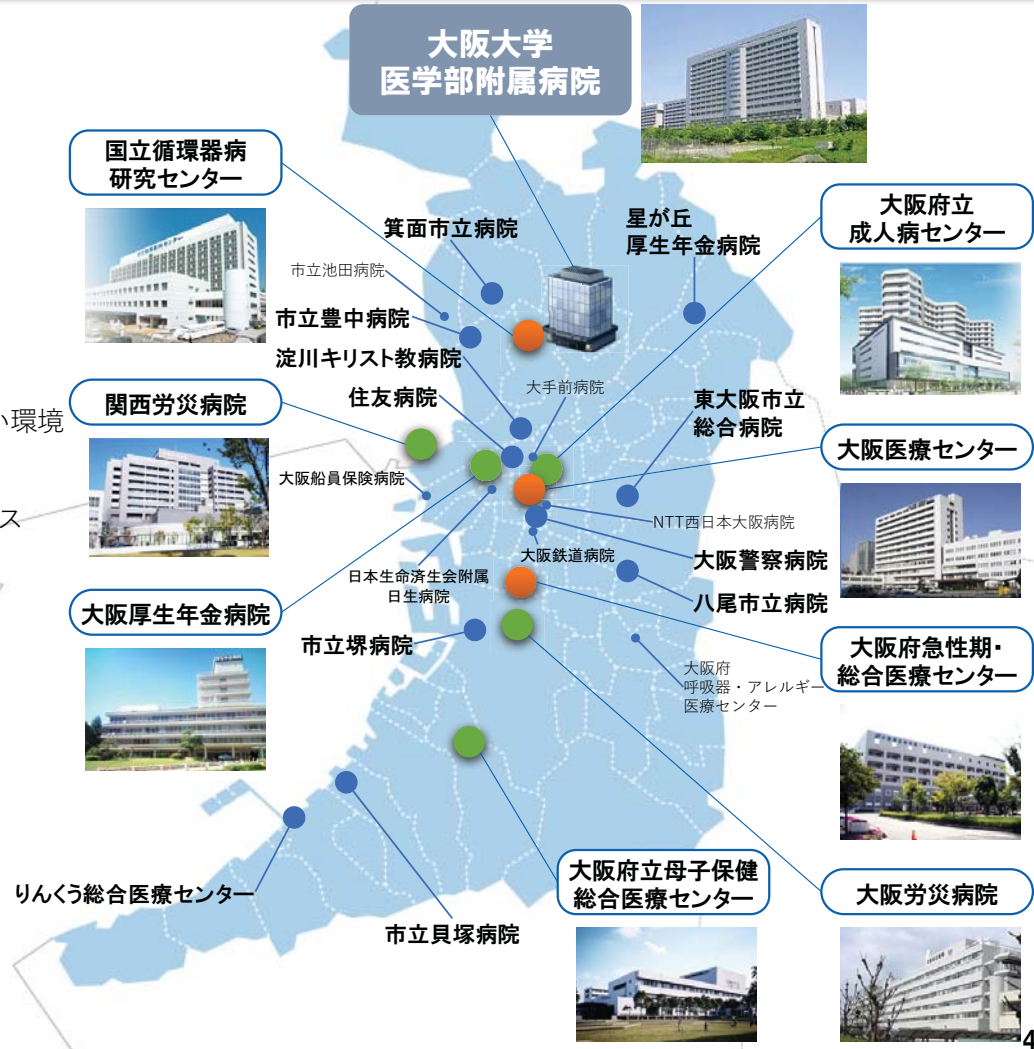 大阪大学
医学部附属病院
国立循環器病
研究センター
箕面市立病院
星が丘
厚生年金病院
大阪府立
成人病センター
市立池田病院
市立豊中病院
淀川キリスト教病院
大手前病院
関西労災病院
住友病院
東大阪市立
総合病院
い環境
大阪医療センター
大阪船員保険病院
ス
NTT西日本大阪病院
大阪鉄道病院
大阪警察病院
日本生命済生会附属
日生病院
大阪厚生年金病院
八尾市立病院
市立堺病院
大阪府急性期・
総合医療センター
大阪府
呼吸器・アレルギー
医療センター
りんくう総合医療センター
大阪府立母子保健
総合医療センター
大阪労災病院
市立貝塚病院
4